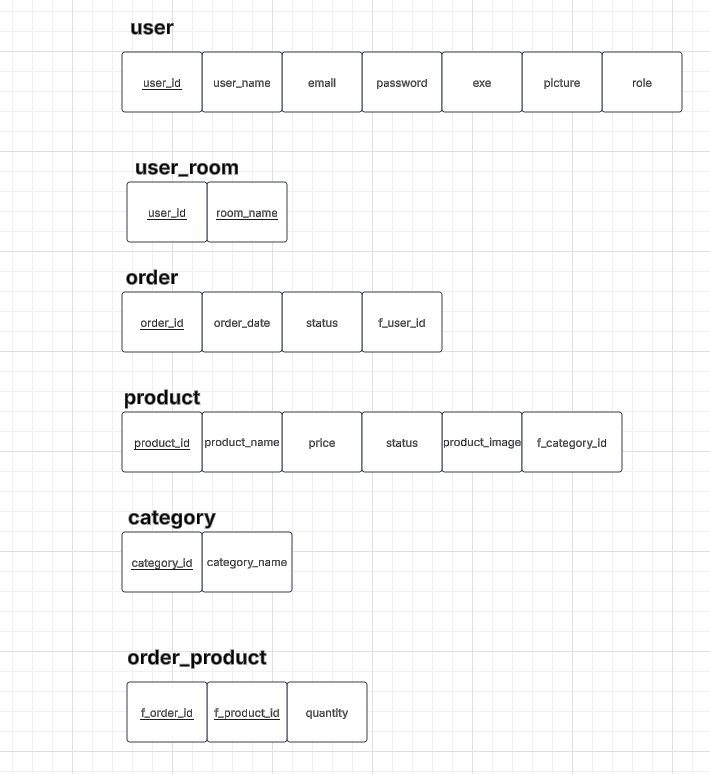 user
user_id user_name email password exe picture role
user_room
user_id room_name
order
order_id order_date status f_user_id
product
product_id product_name price status product_image f_category_id
category
category_id category_name
order_product
f_order_id f_product_id quantity